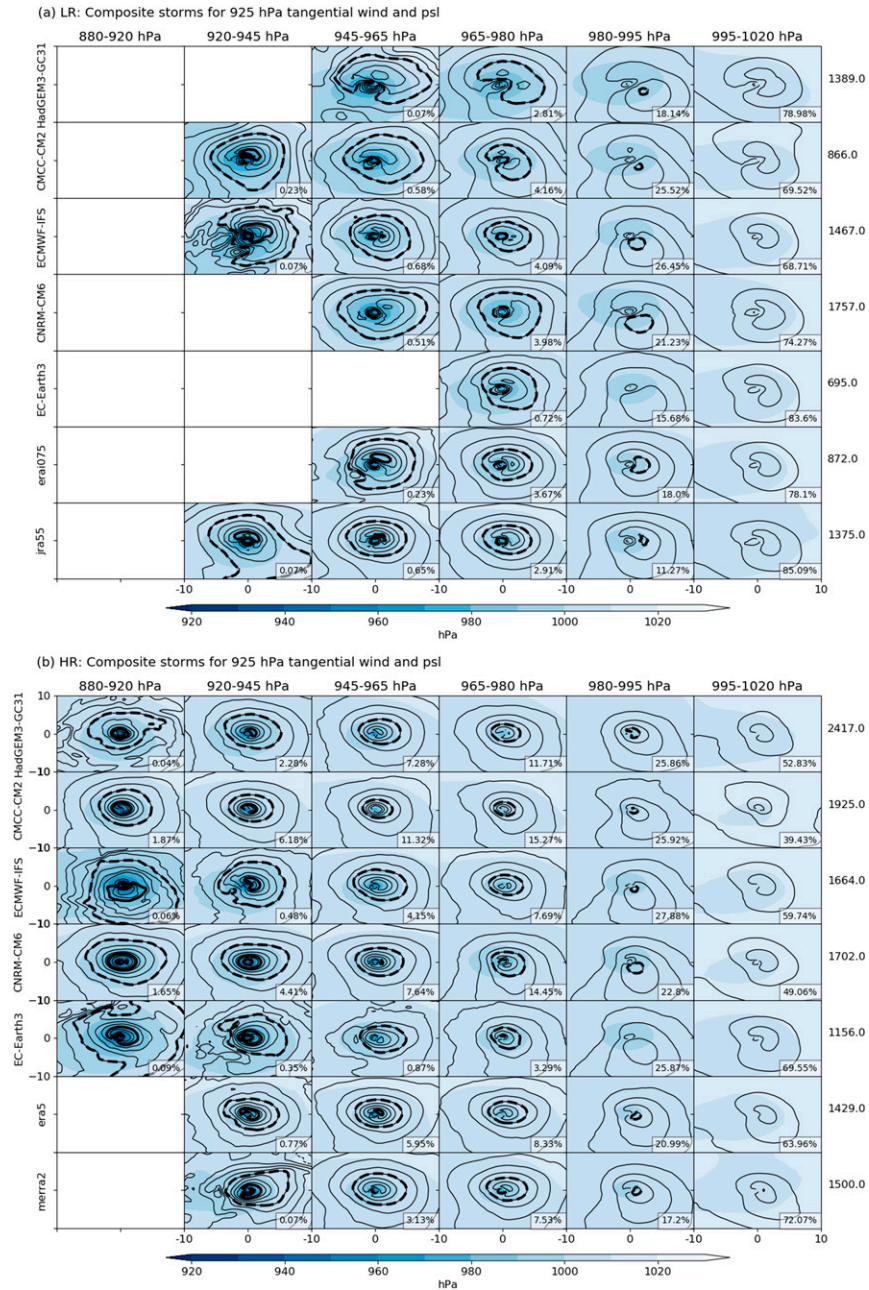 (a) LR: Composite storms for 925 hPa tangential wind and psl
880-920 hPa 920-945 hPa 945-965 hPa 965-980 hPa 980-995 hPa 995-1020 hPa
HadGEM3-GC31 0.07% 2.81% 18.14% 78.98% 1389.0
CMCC-CM2 0.23% 0.58% 4.16% 25.52% 69.52% 866.0
ECMWF-IFS 0.07% 0.68% 4.09% 26.45% 68.71% 1467.0
CNRM-CM6 0.51% 3.98% 21.23% 74.27% 1757.0
EC-Earth3 0.72% 15.68% 83.6% 695.0
erai075 0.23% 3.67% 18.0% 78.1% 872.0
jra55 0.07% 0.65% 2.91% 11.27% 85.09% 1375.0
-10 0 -10 0 -10 0 -10 0 -10 0 10
920 940 960 980 1000 1020
hPa
(b) HR: Composite storms for 925 hPa tangential wind and psl
880-920 hPa 920-945 hPa 945-965 hPa 965-980 hPa 980-995 hPa 995-1020 hPa
10
HadGEM3-GC31 0 0.04% 2.28% 7.28% 11.71% 25.86% 52.83% 2417.0
-10
CMCC-CM2 0 1.87% 6.18% 11.32% 15.27% 25.92% 39.43% 1925.0
-10
ECMWF-IFS 0 0.06% 0.48% 4.15% 7.69% 27.88% 59.74% 1664.0
-10
CNRM-CM6 0 1.65% 4.41% 7.64% 14.45% 22.8% 49.06% 1702.0
-10
EC-Earth3 0 0.09% 0.35% 0.87% 3.29% 25.87% 69.55% 1156.0
-10
era5 0.77% 5.95% 8.33% 20.99% 63.96% 1429.0
merra2 0.07% 3.13% 7.53% 17.2% 72.07% 1500.0
-10 0 -10 0 -10 0 -10 0 -10 0 10
920 940 960 980 1000 1020
hPa